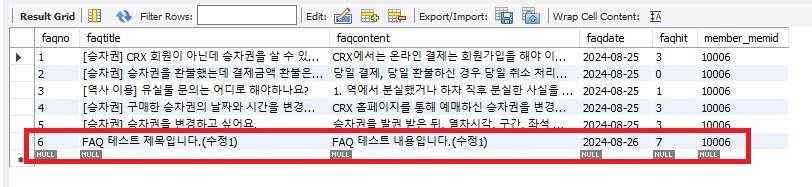 Result Grid Filter Rows: Edit: Export/Import: Wrap Cell Content:
faqno faqtitle faqcontent faqdate faqhit member_memid
1 [승차권] CRX 회원이 아닌데 승차권을 살 수 있... CRX에서는 온라인 결제는 회원가입을 해야 이... 2024-08-25 3 10006
2 [승차권] 승차권을 환불했는데 결제금액 환불은... 당일 결제, 당일 환불하신 경우 당일 취소 처리... 2024-08-25 0 10006
3 [역사 이용] 유실물 문의는 어디로 해야하나요? 1. 역에서 분실했거나 하차 직후 분실한 사실을 ... 2024-08-25 1 10006
4 [승차권] 구매한 승차권의 날짜와 시간을 변경... CRX 홈페이지를 통해 예매하신 승차권을 변경... 2024-08-25 3 10006
5 [승차권] 승차권을 변경하고 싶어요. 승차권을 발권 받은 뒤, 열차시각, 구간, 좌석 ... 2024-08-25 3 10006
6 FAQ 테스트 제목입니다.(수정1) FAQ 테스트 내용입니다.(수정1) 2024-08-26 7 10006
NULL NULL NULL NULL NULL NULL